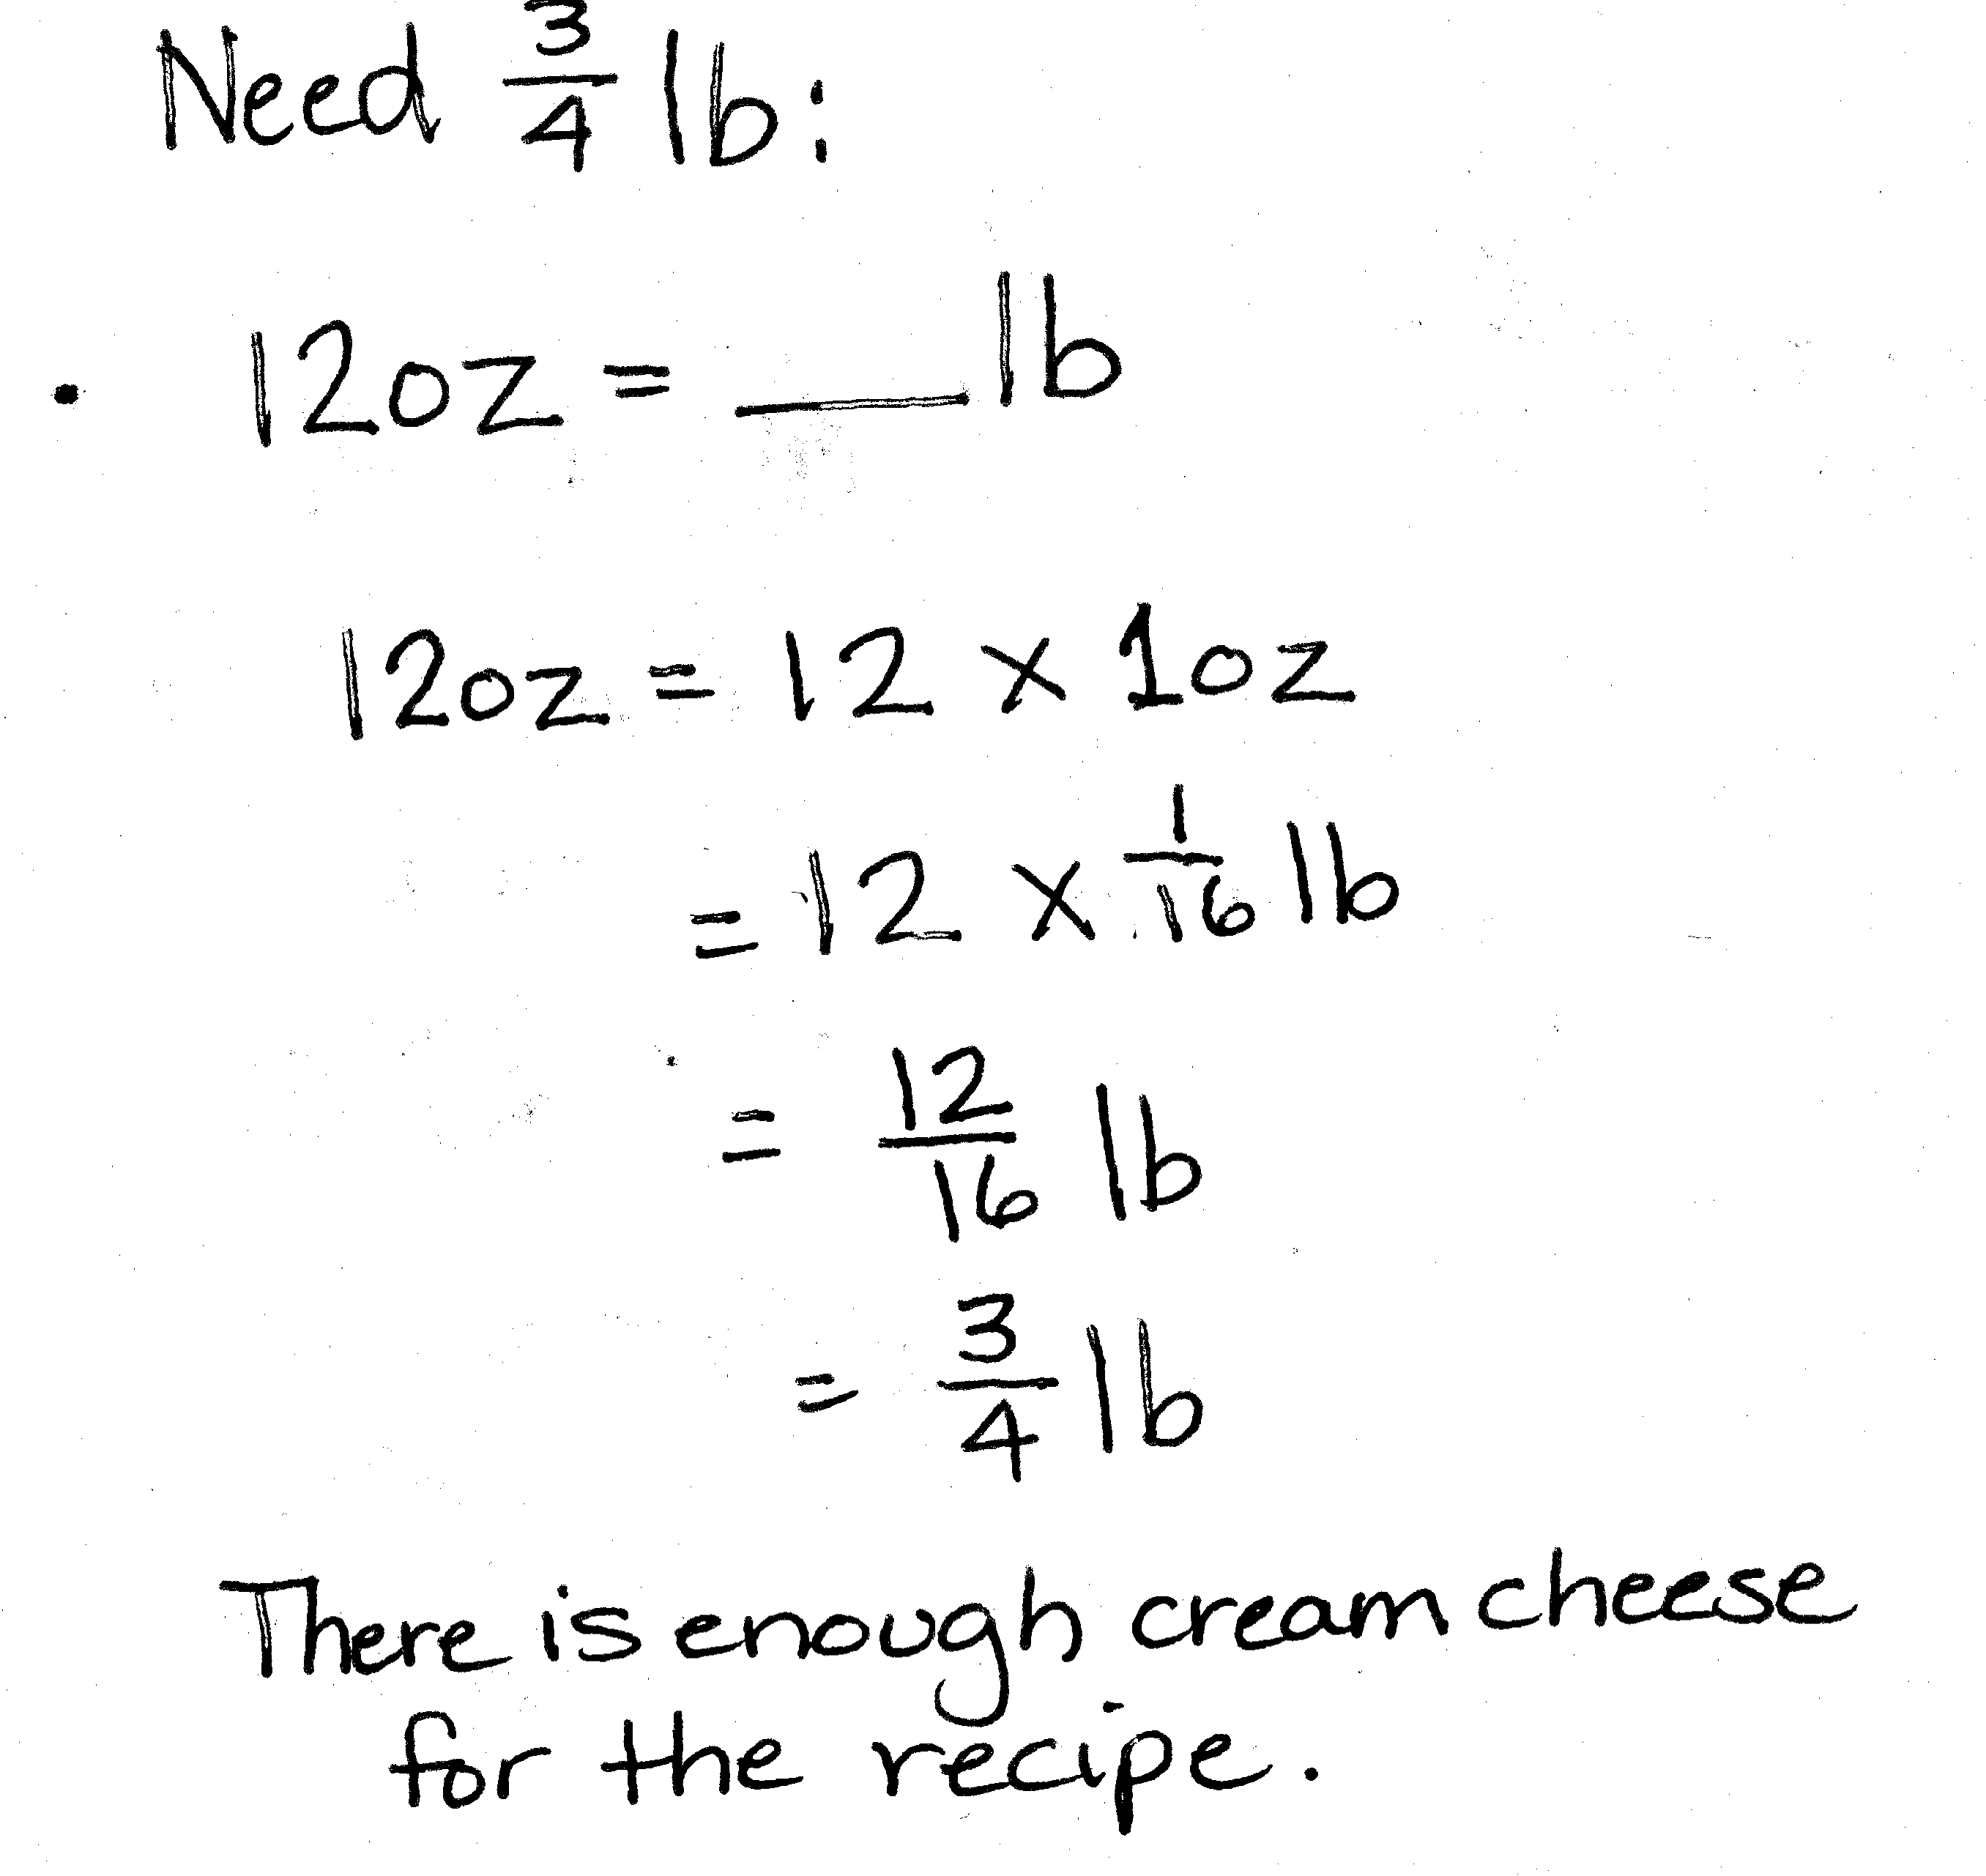 Need 3/4 lb:
• 12oz = ___ lb
12oz = 12 x 1oz
= 12 x 1/16 lb
= 12/16 lb
= 3/4 lb
There is enough cream cheese
for the recipe.